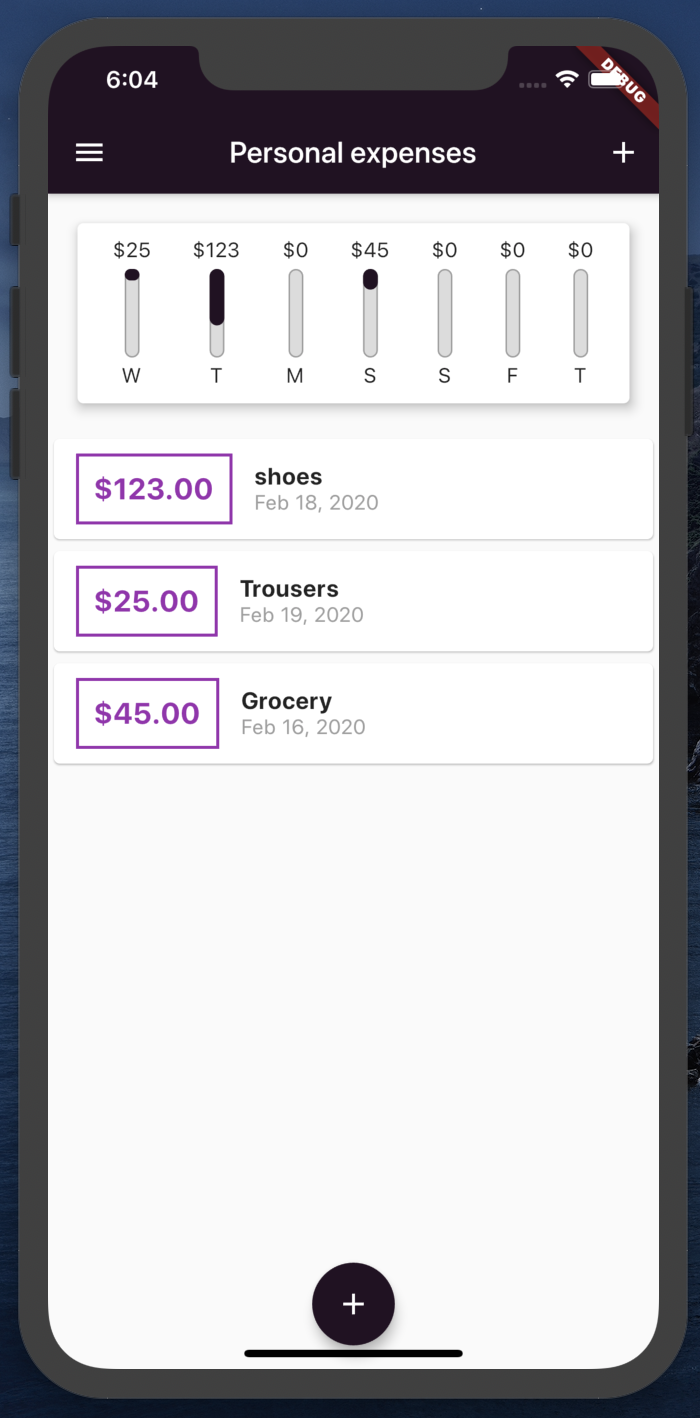 6:04
DEBUG
Personal expenses
$25 $123 $0 $45 $0 $0 $0
W T M S S F T
$123.00
shoes
Feb 18, 2020
$25.00
Trousers
Feb 19, 2020
$45.00
Grocery
Feb 16, 2020